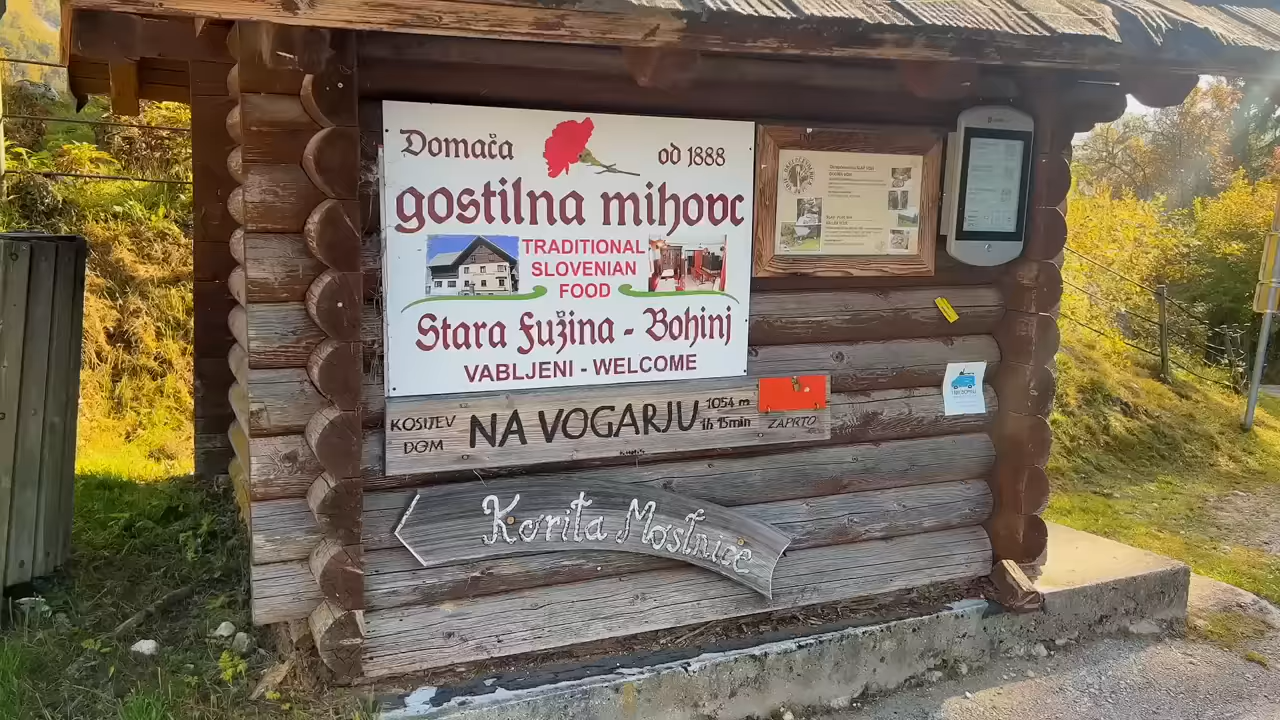 Domača
od 1888
gostilna mihovc
TRADITIONAL
SLOVENIAN
FOOD
Stara Fužina - Bohinj
VABLJENI - WELCOME
KOSIJEV
DOM
NA VOGARJU
1054 m
1h 15min
ZAPRTO
Korita Mostnice